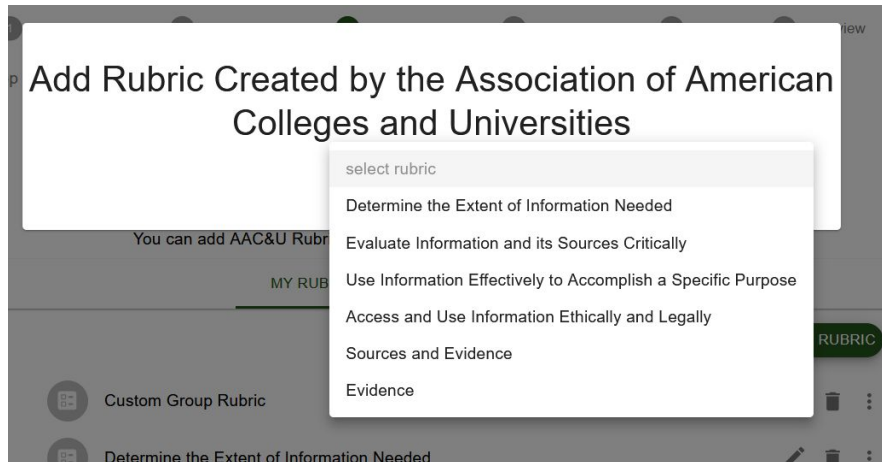 1
view
p
Add Rubric Created by the Association of American
Colleges and Universities
select rubric
Determine the Extent of Information Needed
Evaluate Information and its Sources Critically
Use Information Effectively to Accomplish a Specific Purpose
Access and Use Information Ethically and Legally
Sources and Evidence
Evidence
You can add AAC&U Rubr
MY RUB
RUBRIC
Custom Group Rubric
Determine the Extent of Information Needed